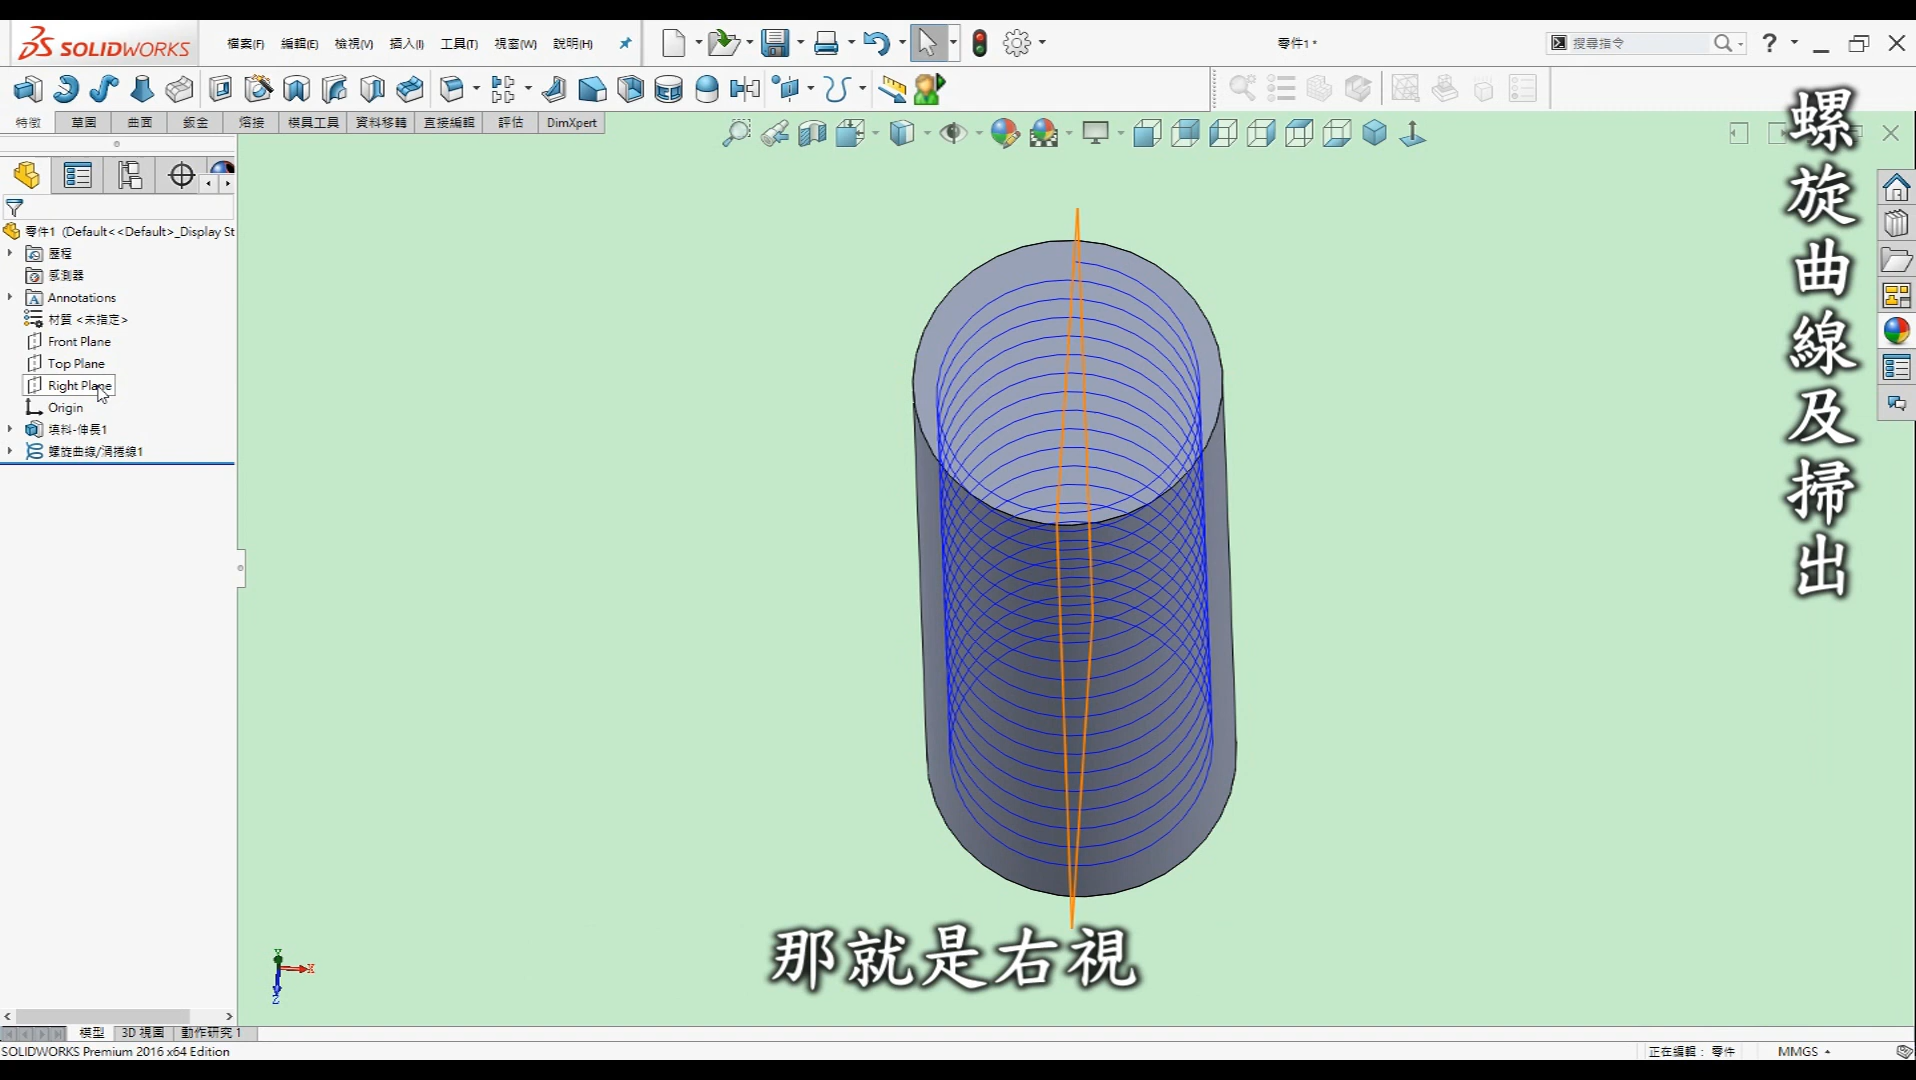 SOLIDWORKS
檔案(F) 編輯(E) 檢視(V) 插入(I) 工具(T) 視窗(W) 說明(H)
零件1 *
搜尋指令
特徵 草圖 曲面 鈑金 熔接 模具工具 資料移轉 直接編輯 評估 DimXpert
零件1 (Default<<Default>_Display St
歷程
感測器
Annotations
材質 <未指定>
Front Plane
Top Plane
Right Plane
Origin
填料-伸長1
螺旋曲線/渦捲線1
螺旋曲線及掃出
Y
X
Z
那就是右視
模型 3D 視圖 動作研究 1
SOLIDWORKS Premium 2016 x64 Edition
正在編輯： 零件
MMGS